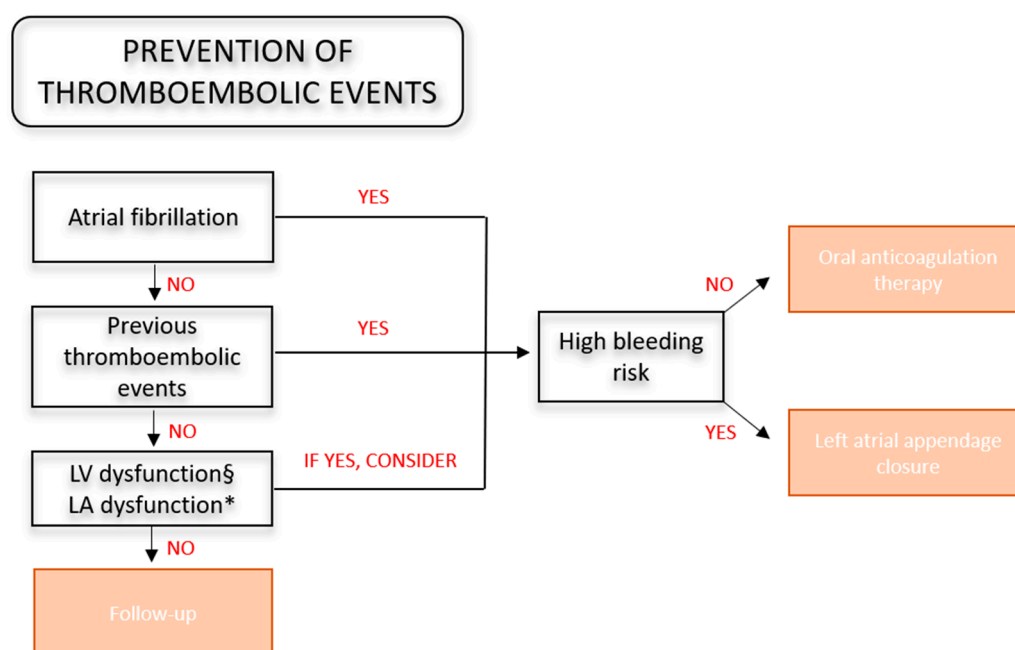 PREVENTION OF
THROMBOEMBOLIC EVENTS
Atrial fibrillation
YES
NO
Previous
thromboembolic
events
YES
NO
LV dysfunction§
LA dysfunction*
IF YES, CONSIDER
NO
Follow-up
High bleeding
risk
NO
Oral anticoagulation
therapy
YES
Left atrial appendage
closure